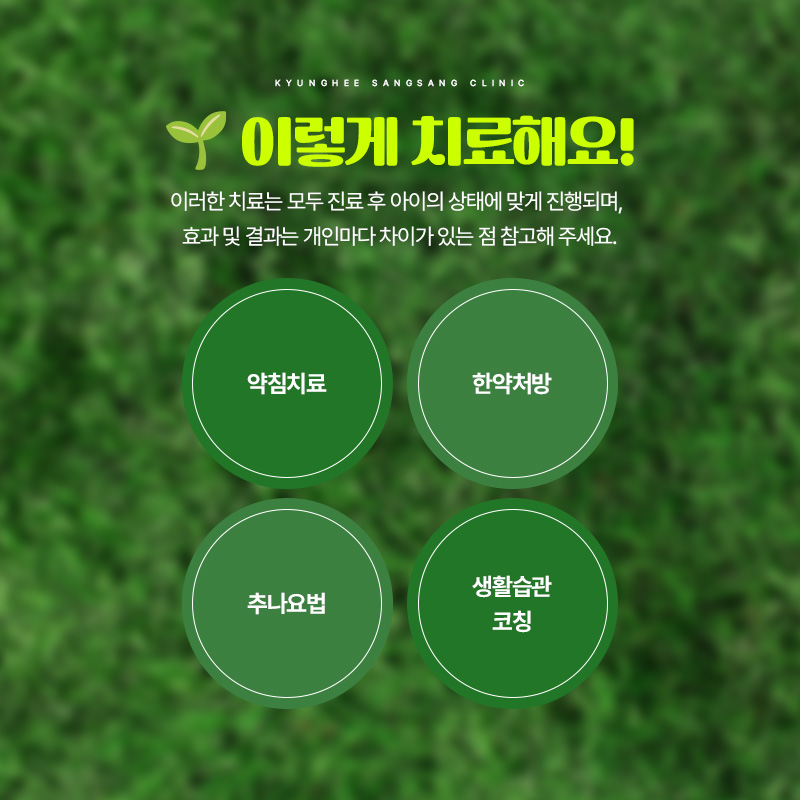 KYUNGHEE SANGSANG CLINIC
이렇게 치료해요!
이러한 치료는 모두 진료 후 아이의 상태에 맞게 진행되며,
효과 및 결과는 개인마다 차이가 있는 점 참고해 주세요.
약침치료
한약처방
추나요법
생활습관
코칭